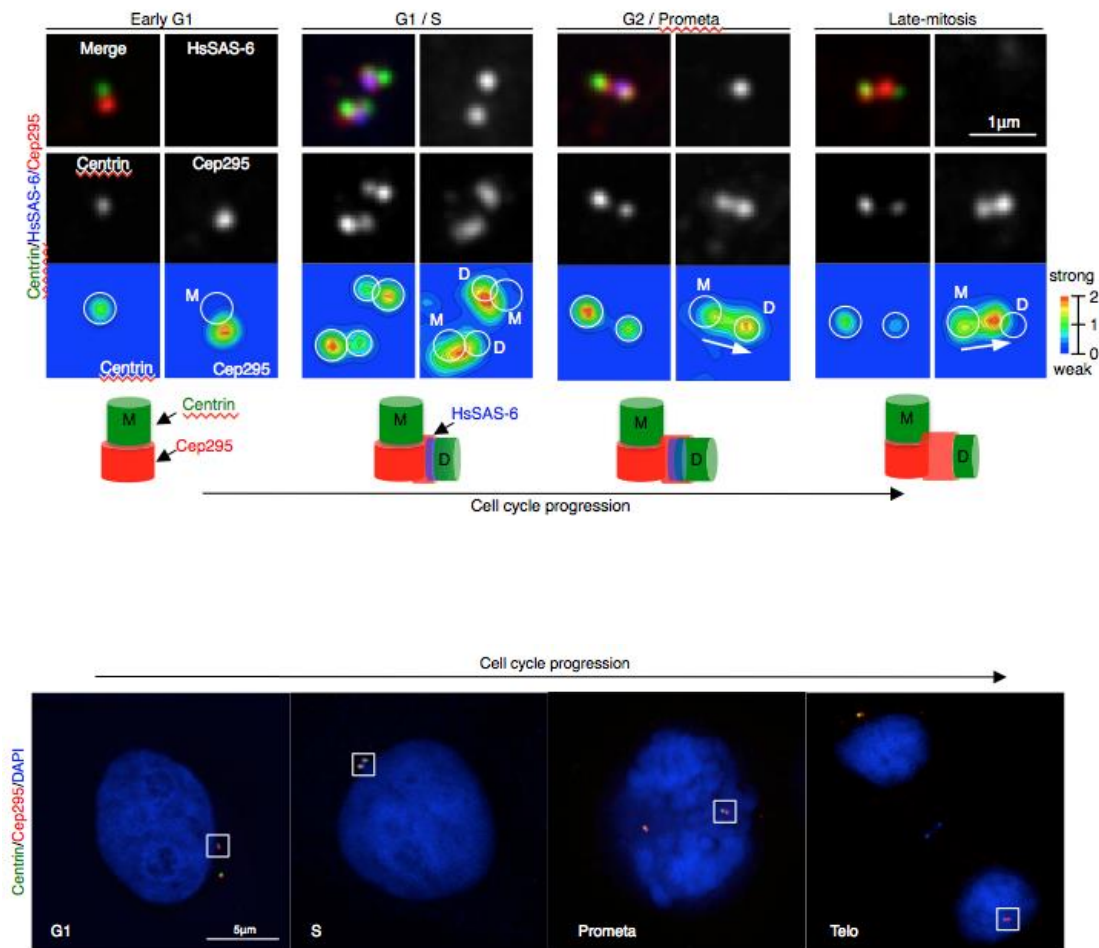 Early G1
G1 / S
G2 / Prometa
Late-mitosis
Centrin/HsSAS-6/Cep295
Merge
HsSAS-6
1μm
Centrin
Cep295
M
Centrin
Cep295
D
M
M
D
M
D
M
D
strong
2
1
0
weak
M
Centrin
Cep295
M
HsSAS-6
D
M
D
M
D
Cell cycle progression
Cell cycle progression
Centrin/Cep295/DAPI
G1
5μm
S
Prometa
Telo